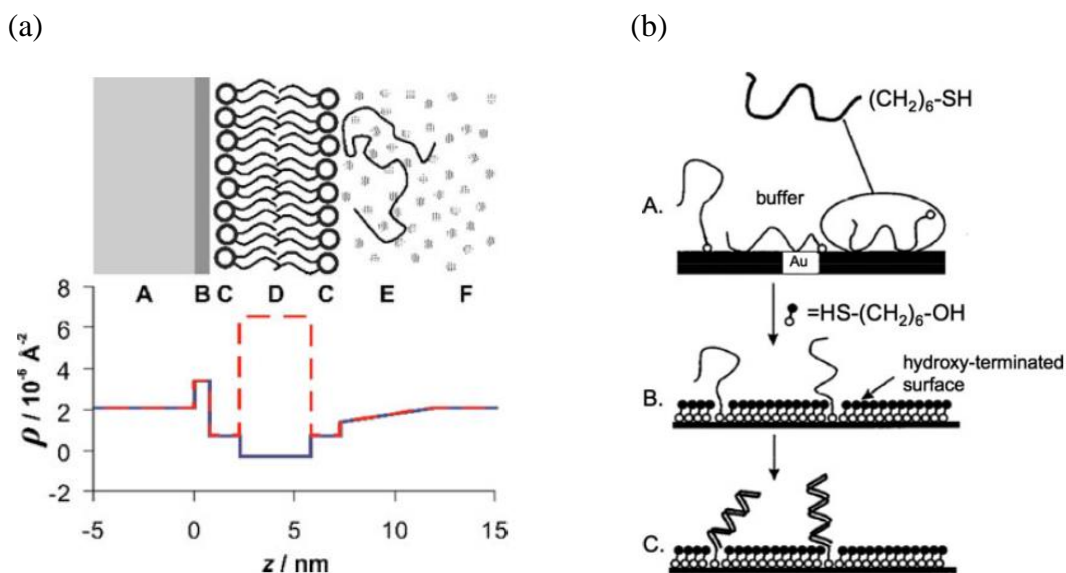 (a)
(b)
(CH₂)₆-SH
buffer
A.
Au
=HS-(CH₂)₆-OH
hydroxy-terminated
surface
B.
C.
A B C D C E F
8
6
4
2
0
-2
ρ / 10⁻⁶ Å⁻²
-5 0 5 10 15
z / nm